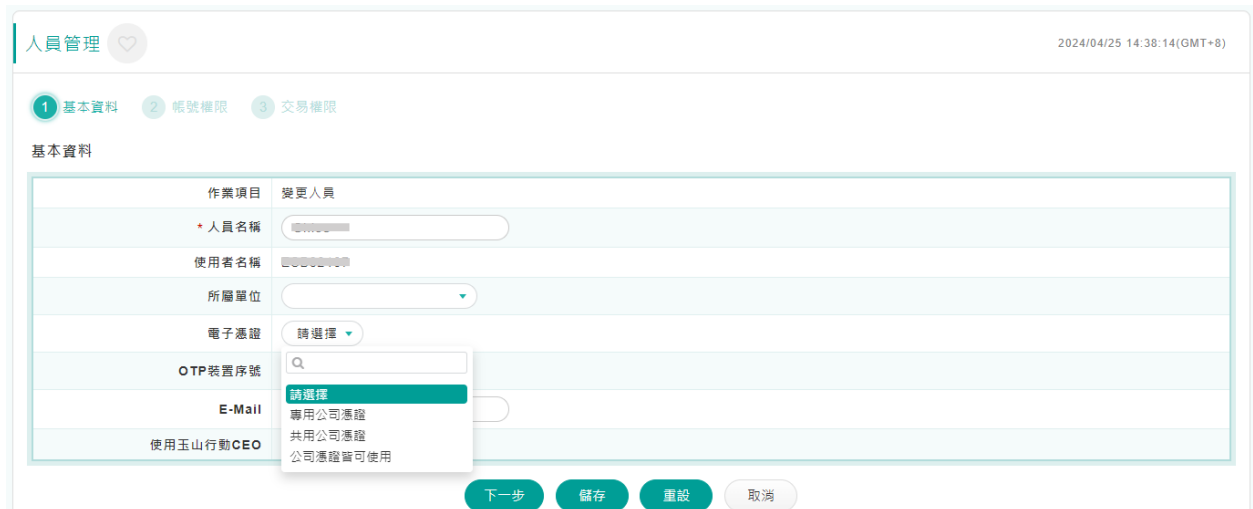 人員管理
2024/04/25 14:38:14(GMT+8)
1 基本資料 2 帳號權限 3 交易權限
基本資料
作業項目 變更人員
* 人員名稱
使用者名稱
所屬單位
電子憑證 請選擇
OTP裝置序號
請選擇
E-Mail
專用公司憑證
共用公司憑證
使用玉山行動CEO
公司憑證皆可使用
下一步 儲存 重設 取消